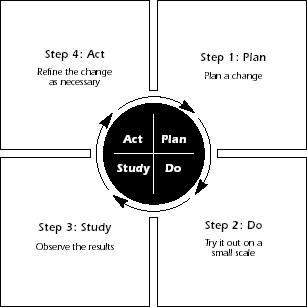 Step 4: Act
Refine the change
as necessary
Step 1: Plan
Plan a change
Act
Plan
Study
Do
Step 3: Study
Observe the results
Step 2: Do
Try it out on a
small scale